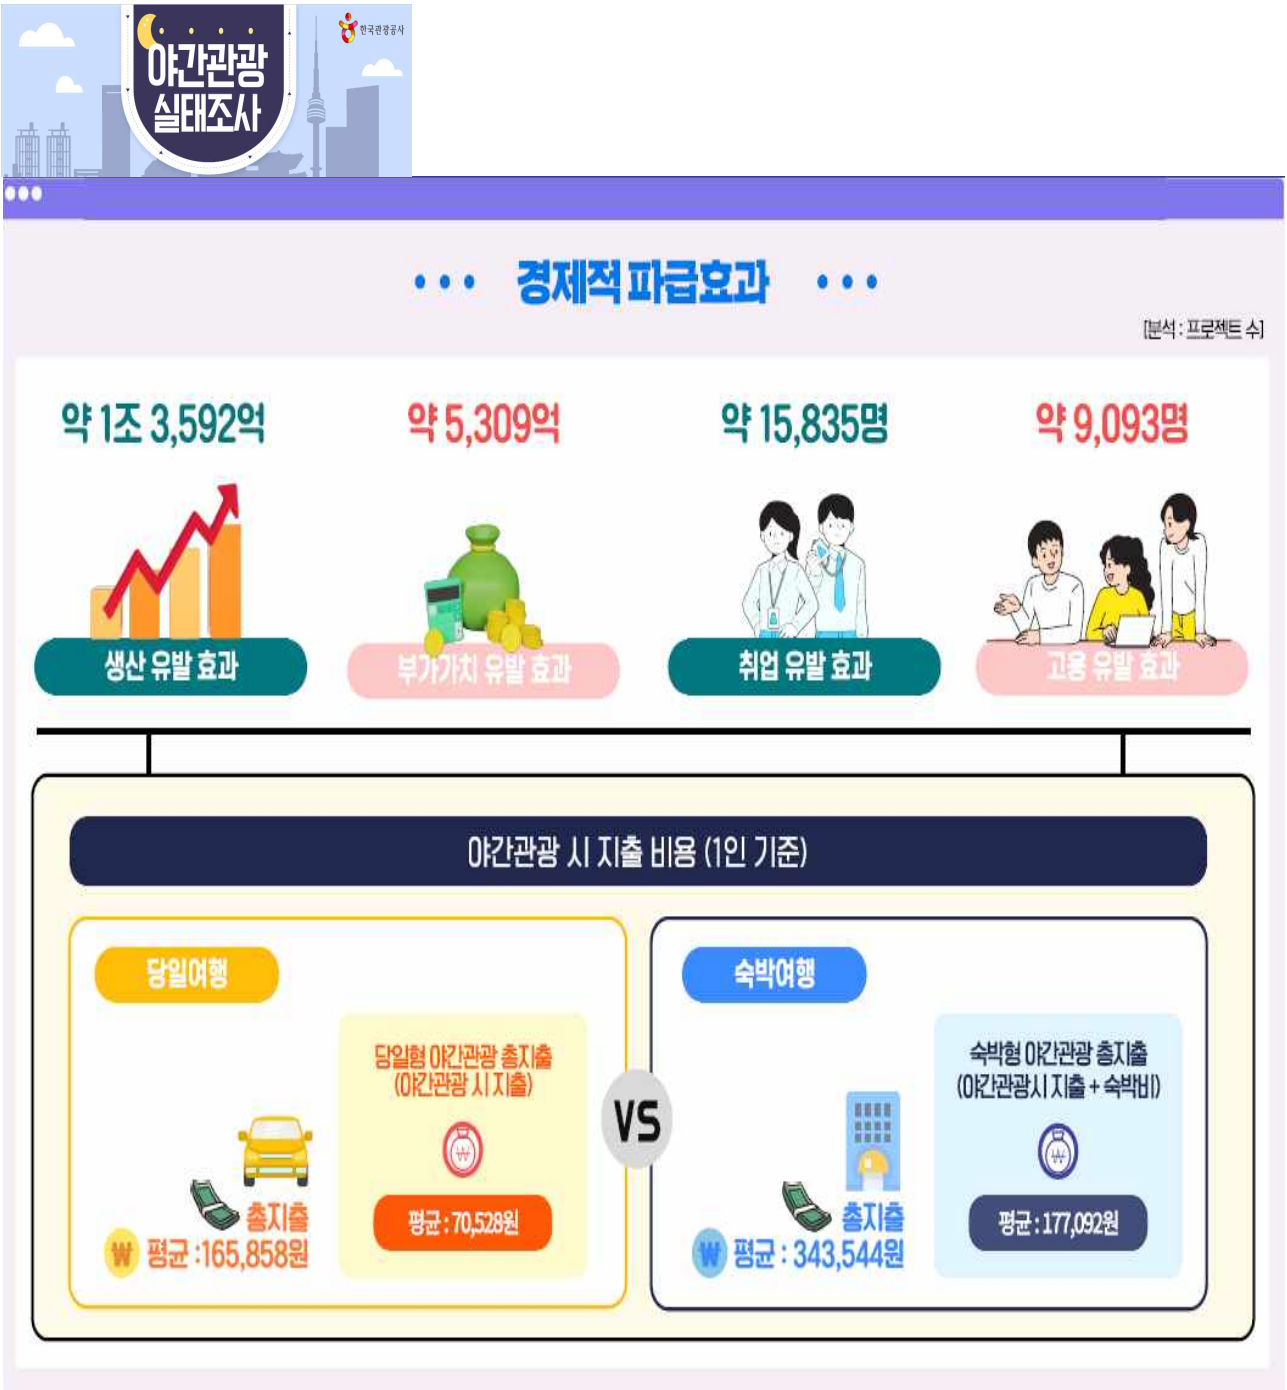 야간관광
실태조사
한국관광공사
경제적 파급효과
[분석 : 프로젝트 수]
약 1조 3,592억
약 5,309억
약 15,835명
약 9,093명
생산 유발 효과
부가가치 유발 효과
취업 유발 효과
고용 유발 효과
야간관광 시 지출 비용 (1인 기준)
당일여행
당일형 야간관광 총지출
(야간관광 시 지출)
₩
평균 : 70,528원
총지출
₩ 평균 :165,858원
VS
숙박여행
숙박형 야간관광 총지출
(야간관광시 지출 + 숙박비)
₩
평균 : 177,092원
총지출
₩ 평균 : 343,544원